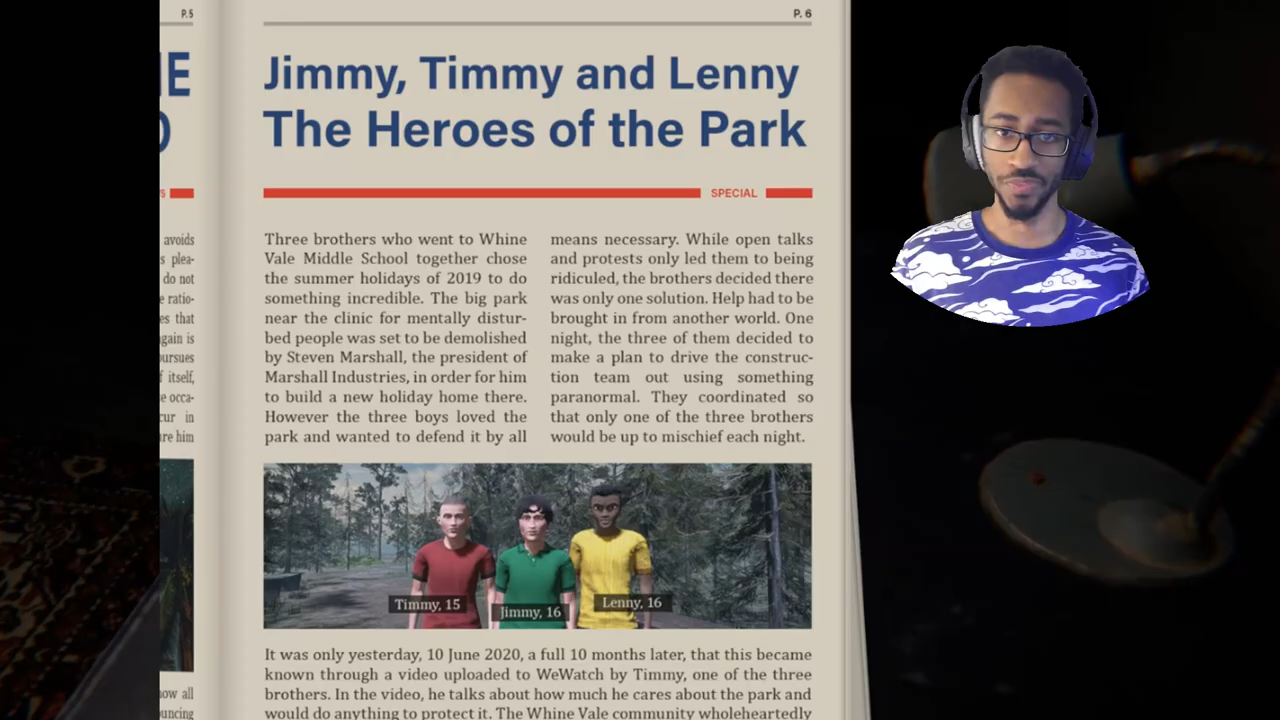 P.5
P. 6
Jimmy, Timmy and Lenny
The Heroes of the Park
SPECIAL
avoids
do not
Three brothers who went to Whine
Vale Middle School together chose
the summer holidays of 2019 to do
something incredible. The big park
near the clinic for mentally distur-
bed people was set to be demolished
by Steven Marshall, the president of
Marshall Industries, in order for him
to build a new holiday home there.
However the three boys loved the
park and wanted to defend it by all
means necessary. While open talks
and protests only led them to being
ridiculed, the brothers decided there
was only one solution. Help had to be
brought in from another world. One
night, the three of them decided to
make a plan to drive the construc-
tion team out using something
paranormal. They coordinated so
that only one of the three brothers
would be up to mischief each night.
Timmy, 15
Jimmy, 16
Lenny, 16
It was only yesterday, 10 June 2020, a full 10 months later, that this became
known through a video uploaded to WeWatch by Timmy, one of the three
brothers. In the video, he talks about how much he cares about the park and
would do anything to protect it. The Whine Vale community wholeheartedly